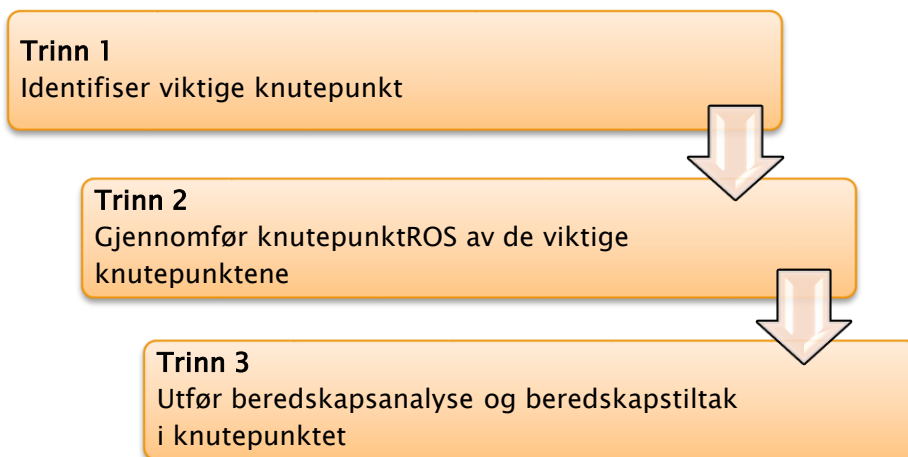 Trinn 1
Identifiser viktige knutepunkt
Trinn 2
Gjennomfør knutepunktROS av de viktige
knutepunktene
Trinn 3
Utfør beredskapsanalyse og beredskapstiltak
i knutepunktet